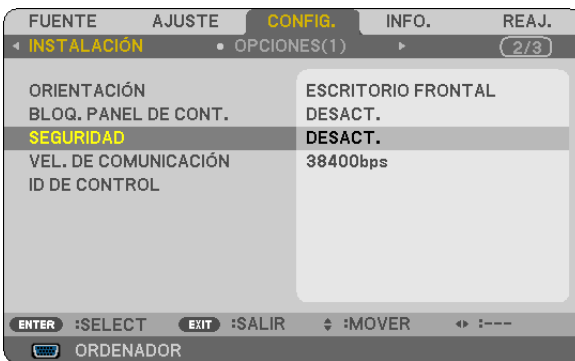 FUENTE AJUSTE CONFIG. INFO. REAJ.
INSTALACIÓN • OPCIONES(1) 2/3
ORIENTACIÓN ESCRITORIO FRONTAL
BLOQ. PANEL DE CONT. DESACT.
SEGURIDAD DESACT.
VEL. DE COMUNICACIÓN 38400bps
ID DE CONTROL
ENTER :SELECT EXIT :SALIR :MOVER :---
ORDENADOR